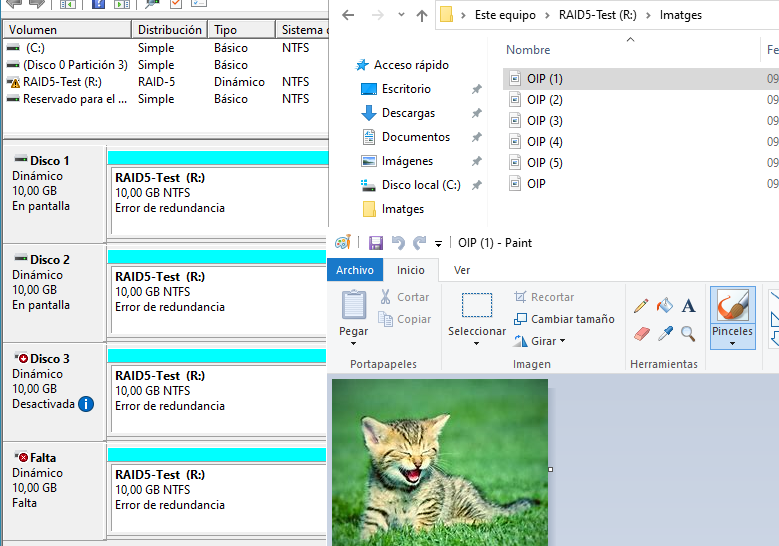 Volumen Distribución Tipo Sistema
(C:) Simple Básico NTFS
(Disco 0 Partición 3) Simple Básico
RAID5-Test (R:) RAID-5 Dinámico NTFS
Reservado para el ... Simple Básico NTFS
Disco 1
Dinámico
10,00 GB
En pantalla
RAID5-Test (R:)
10,00 GB NTFS
Error de redundancia
Disco 2
Dinámico
10,00 GB
En pantalla
RAID5-Test (R:)
10,00 GB NTFS
Error de redundancia
Disco 3
Dinámico
10,00 GB
Desactivada
RAID5-Test (R:)
10,00 GB NTFS
Error de redundancia
Falta
Dinámico
10,00 GB
Falta
RAID5-Test (R:)
10,00 GB NTFS
Error de redundancia
Este equipo > RAID5-Test (R:) > Imatges
Acceso rápido
Escritorio
Descargas
Documentos
Imágenes
Disco local (C:)
Imatges
Nombre Fe
OIP (1) 09
OIP (2) 09
OIP (3) 09
OIP (4) 09
OIP (5) 09
OIP 09
OIP (1) - Paint
Archivo Inicio Ver
Pegar
Cortar
Copiar
Portapapeles
Seleccionar
Recortar
Cambiar tamaño
Girar
Imagen
A
Herramientas
Pinceles